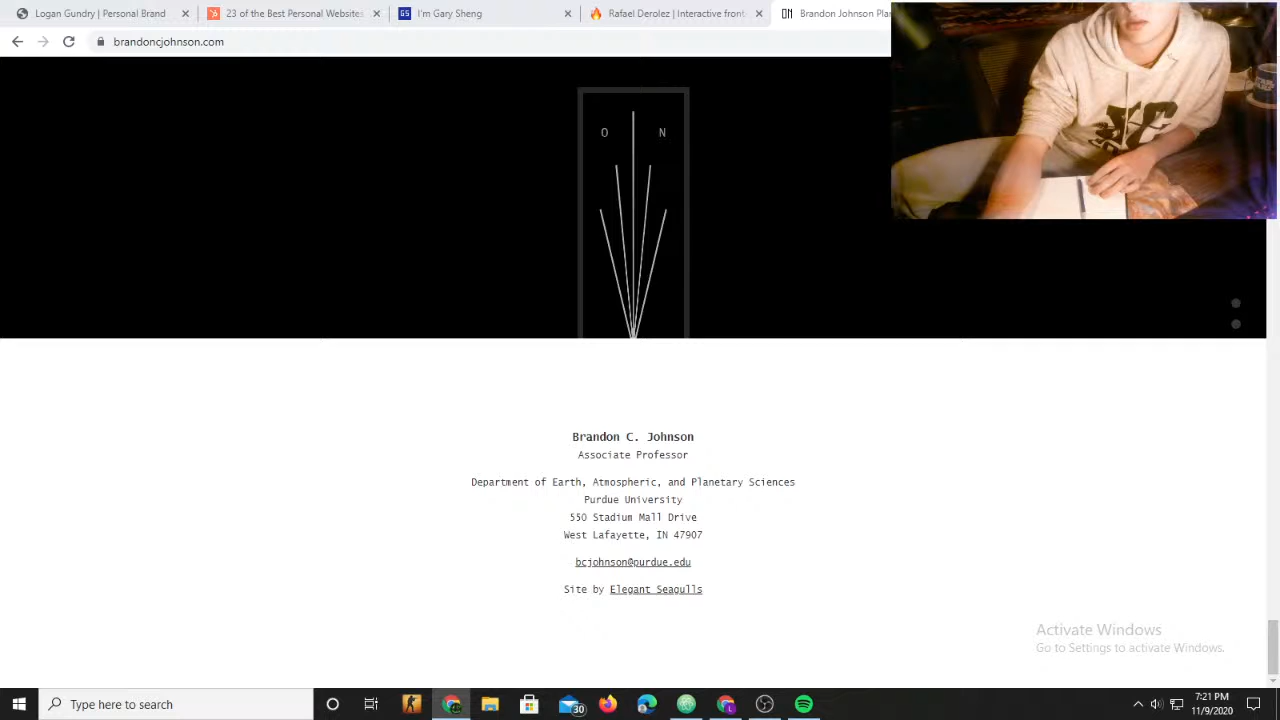 Logan Gundry | Personal Brand
23 of the Best Personal Websites
I'm Gary Sheng
Rafael Derolez | Interactive front
Brandon Johnson Plan
brandoncjohnson.com
O N
Brandon C. Johnson
Associate Professor
Department of Earth, Atmospheric, and Planetary Sciences
Purdue University
550 Stadium Mall Drive
West Lafayette, IN 47907
bcjohnson@purdue.edu
Site by Elegant Seagulls
Activate Windows
Go to Settings to activate Windows.
Type here to search
30
7:21 PM
11/9/2020